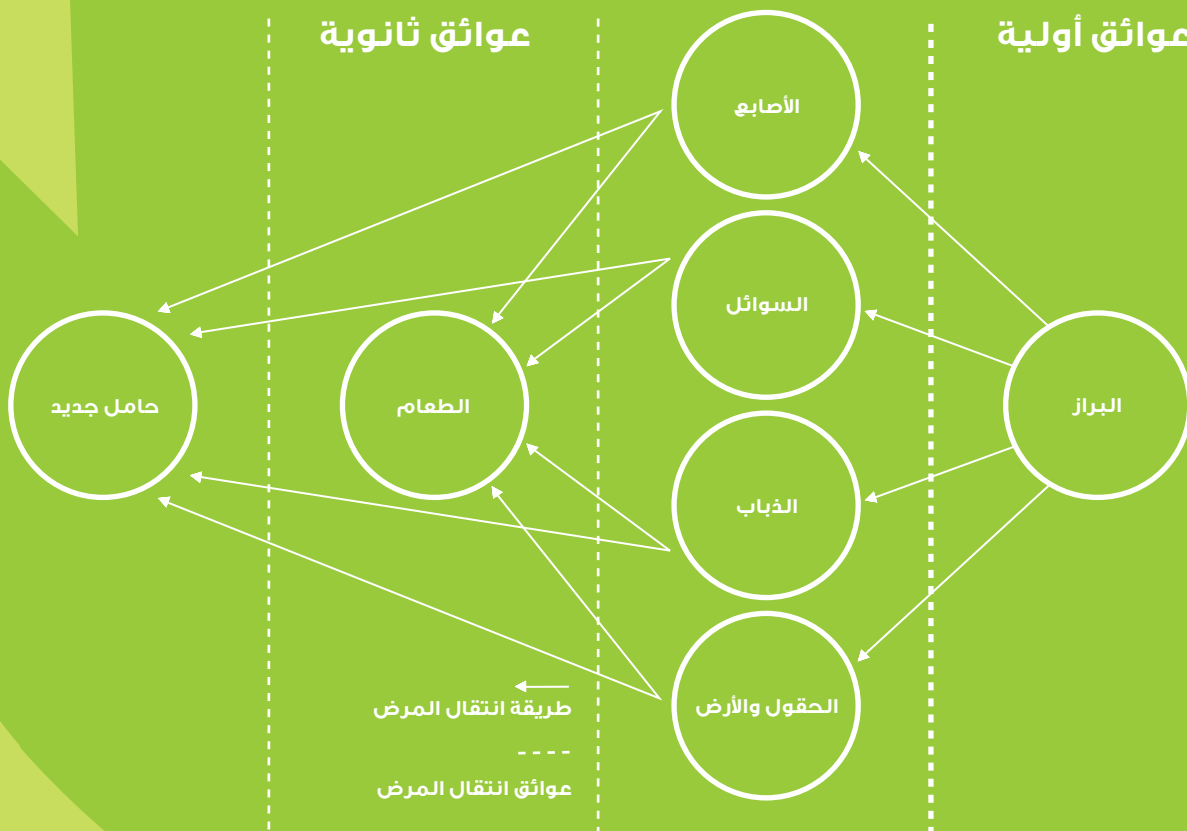 عوائق أولية
عوائق ثانوية
الأصابع
السوائل
البراز
الطعام
حامل جديد
الذباب
الحقول والأرض
طريقة انتقال المرض
عوائق انتقال المرض